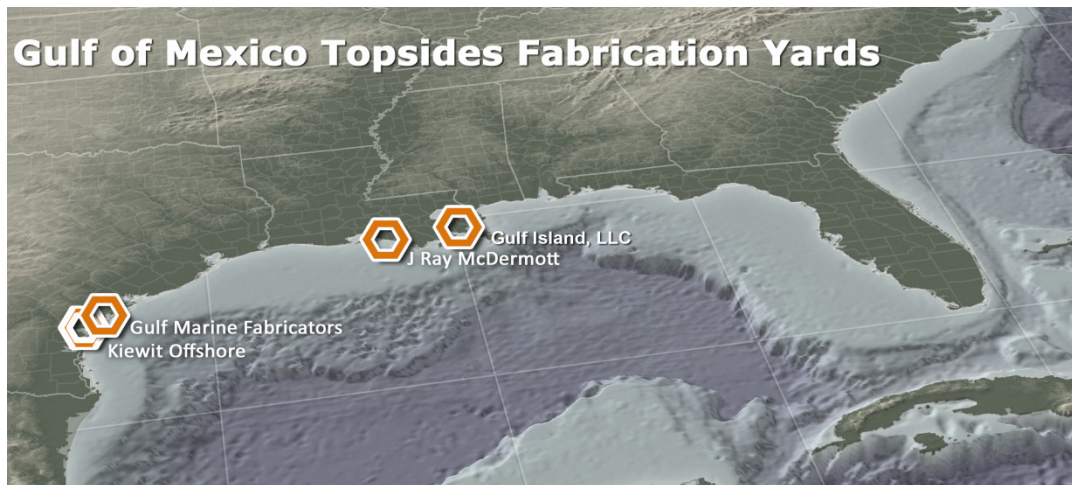 Gulf of Mexico Topsides Fabrication Yards
Gulf Island, LLC
J Ray McDermott
Gulf Marine Fabricators
Kiewit Offshore